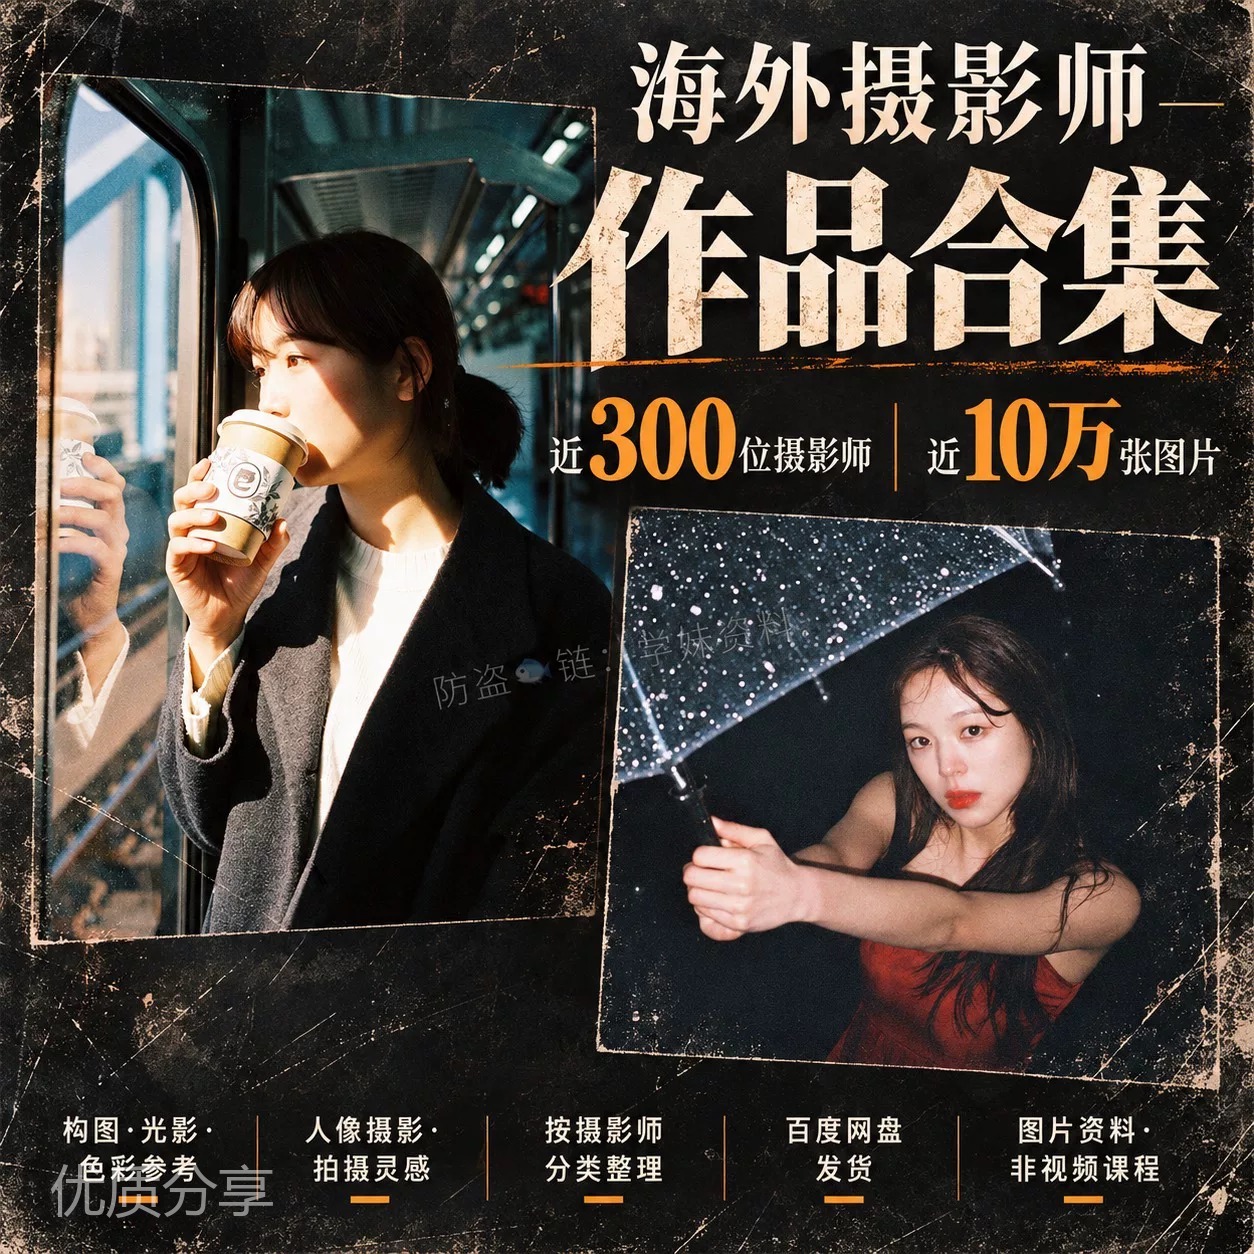 海外摄影师
作品合集
近300位摄影师
近10万张图片
防盗🐟链:学妹资料
构图·光影·
色彩参考
人像摄影·
拍摄灵感
按摄影师
分类整理
百度网盘
发货
图片资料·
非视频课程
优质分享